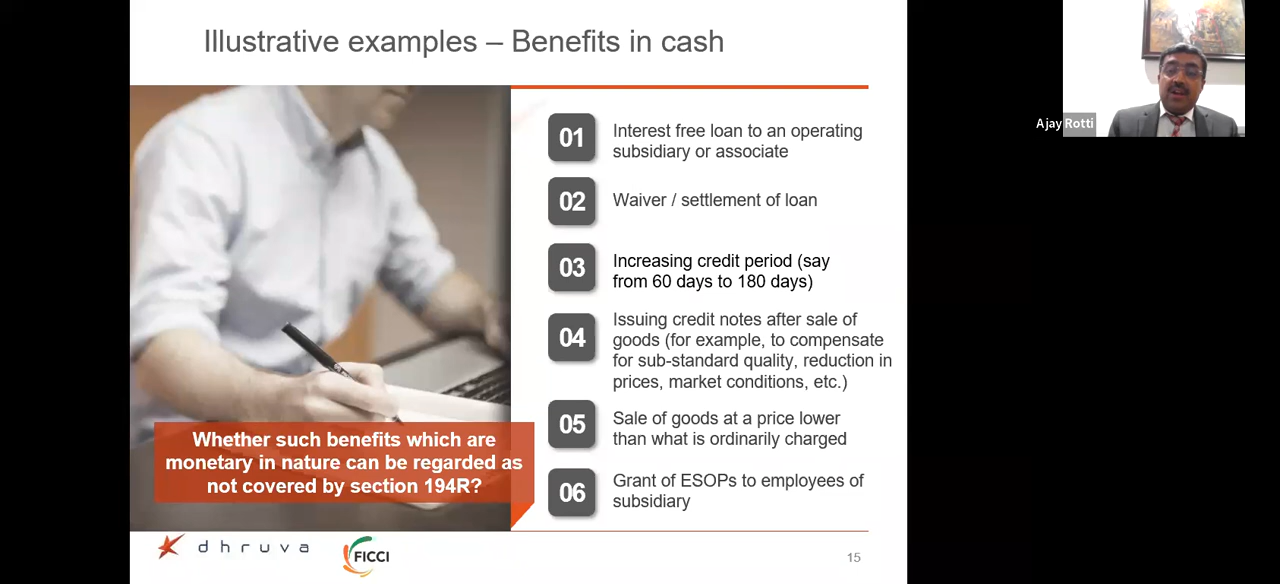 Illustrative examples – Benefits in cash
Ajay Rotti
01
Interest free loan to an operating
subsidiary or associate
02
Waiver / settlement of loan
03
Increasing credit period (say
from 60 days to 180 days)
04
Issuing credit notes after sale of
goods (for example, to compensate
for sub-standard quality, reduction in
prices, market conditions, etc.)
05
Sale of goods at a price lower
than what is ordinarily charged
06
Grant of ESOPs to employees of
subsidiary
Whether such benefits which are
monetary in nature can be regarded as
not covered by section 194R?
dhruva
FICCI
15